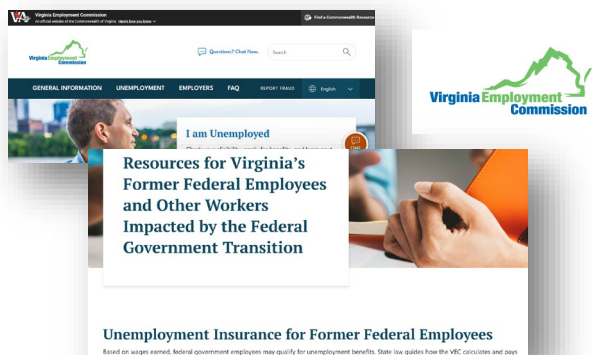 VA
Virginia Employment Commission
An official website of the Commonwealth of Virginia Here's how you know
Find a Commonwealth Resource
Virginia Employment
Commission
Questions? Chat Now.
Search
GENERAL INFORMATION UNEMPLOYMENT EMPLOYERS FAQ REPORT FRAUD English
I am Unemployed
CHAT
Virginia Employment
Commission
Resources for Virginia's
Former Federal Employees
and Other Workers
Impacted by the Federal
Government Transition
Unemployment Insurance for Former Federal Employees
Based on wages earned, federal government employees may qualify for unemployment benefits. State law guides how the VEC calculates and pays